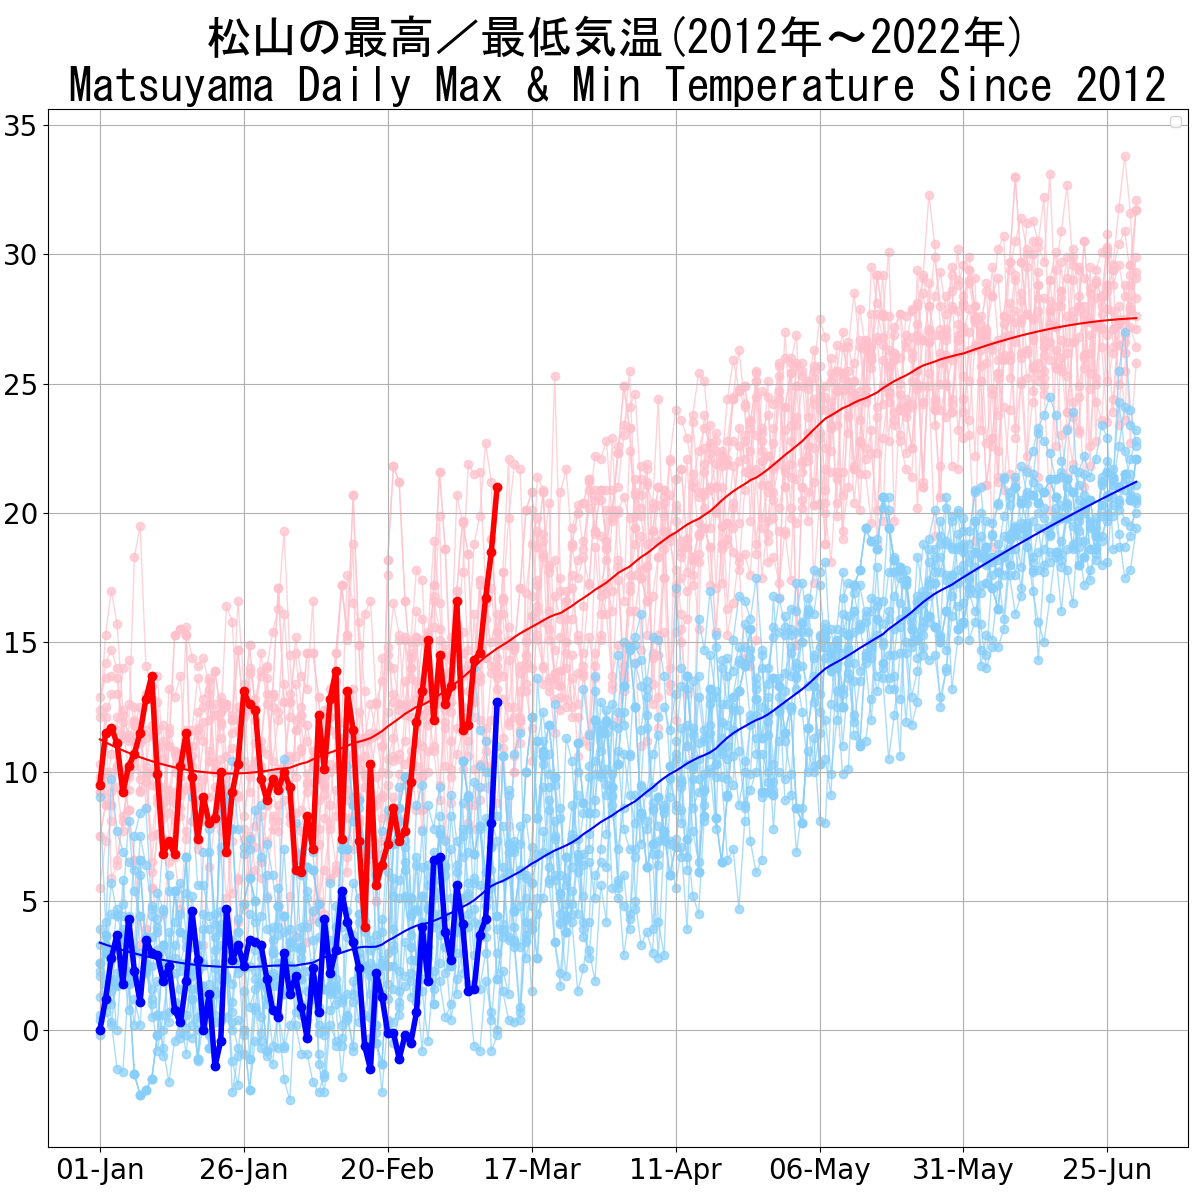 松山の最高／最低気温(2012年～2022年)
Matsuyama Daily Max & Min Temperature Since 2012
35
30
25
20
15
10
5
0
01-Jan 26-Jan 20-Feb 17-Mar 11-Apr 06-May 31-May 25-Jun